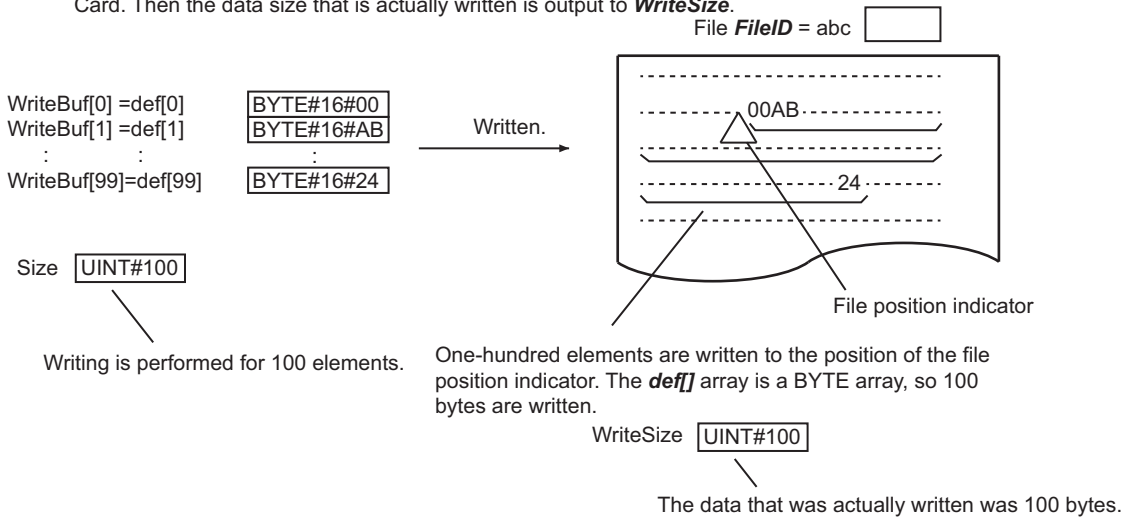 Card. Then the data size that is actually written is output to WriteSize.
File FileID = abc
WriteBuf[0] =def[0] BYTE#16#00
WriteBuf[1] =def[1] BYTE#16#AB
: : :
WriteBuf[99]=def[99] BYTE#16#24
Written.
00AB
24
Size UINT#100
File position indicator
Writing is performed for 100 elements.
One-hundred elements are written to the position of the file
position indicator. The def[] array is a BYTE array, so 100
bytes are written.
WriteSize UINT#100
The data that was actually written was 100 bytes.